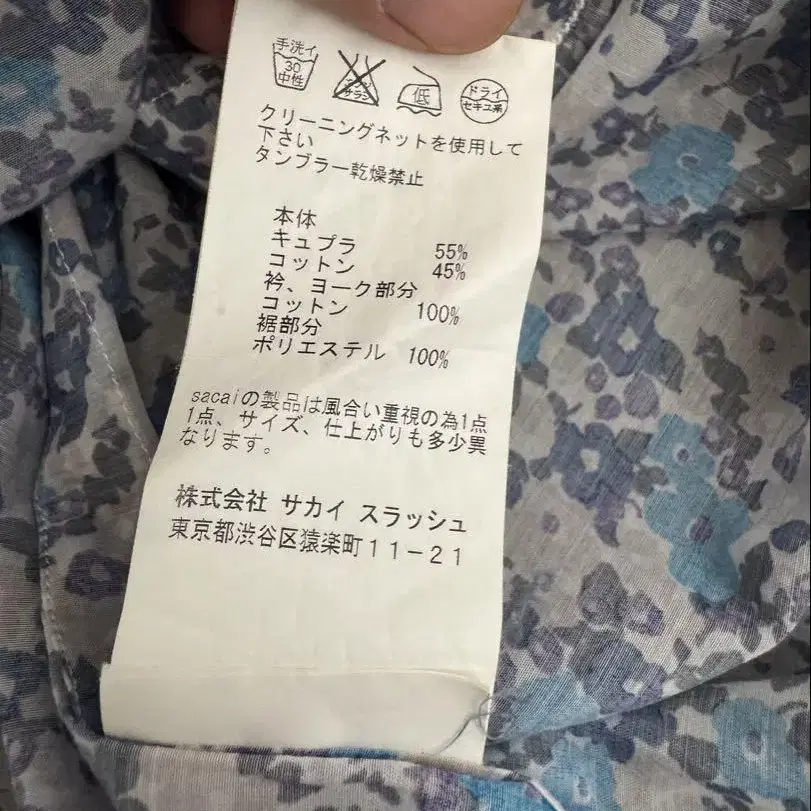 手洗イ
30
中性
エンソ
サラシ
低
ドライ
セキユ系
クリーニングネットを使用して
下さい
タンブラー乾燥禁止
本体
キュプラ 55%
コットン 45%
衿、ヨーク部分
コットン 100%
裾部分
ポリエステル 100%
sacaiの製品は風合い重視の為1点
1点、サイズ、仕上がりも多少異
なります。
株式会社 サカイ スラッシュ
東京都渋谷区猿楽町11-21